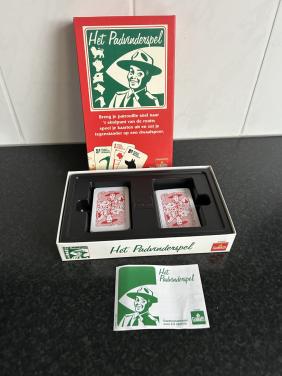 Het Padvinderspel
Breng je patrouille snel naar
't eindpunt van de route,
speel je kaarten uit en zet je
tegenstander op een dwaalspoor.
Het Padvinderspel
Het
Padvinderspel